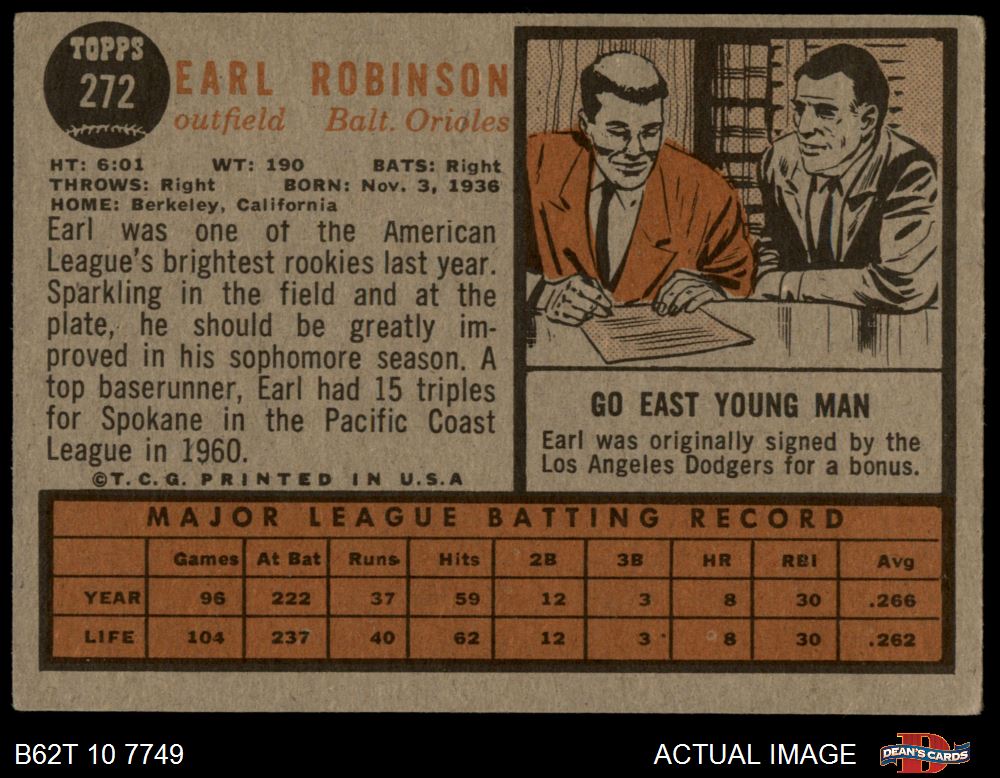 TOPPS
272
EARL ROBINSON
outfield Balt. Orioles
HT: 6:01 WT: 190 BATS: Right
THROWS: Right BORN: Nov. 3, 1936
HOME: Berkeley, California
Earl was one of the American
League's brightest rookies last year.
Sparkling in the field and at the
plate, he should be greatly im-
proved in his sophomore season. A
top baserunner, Earl had 15 triples
for Spokane in the Pacific Coast
League in 1960.
©T.C.G. PRINTED IN U.S.A
GO EAST YOUNG MAN
Earl was originally signed by the
Los Angeles Dodgers for a bonus.
MAJOR LEAGUE BATTING RECORD
Games At Bat Runs Hits 2B 3B HR RBI Avg
YEAR 96 222 37 59 12 3 8 30 .266
LIFE 104 237 40 62 12 3 8 30 .262
B62T 10 7749
ACTUAL IMAGE
DEAN'S CARDS